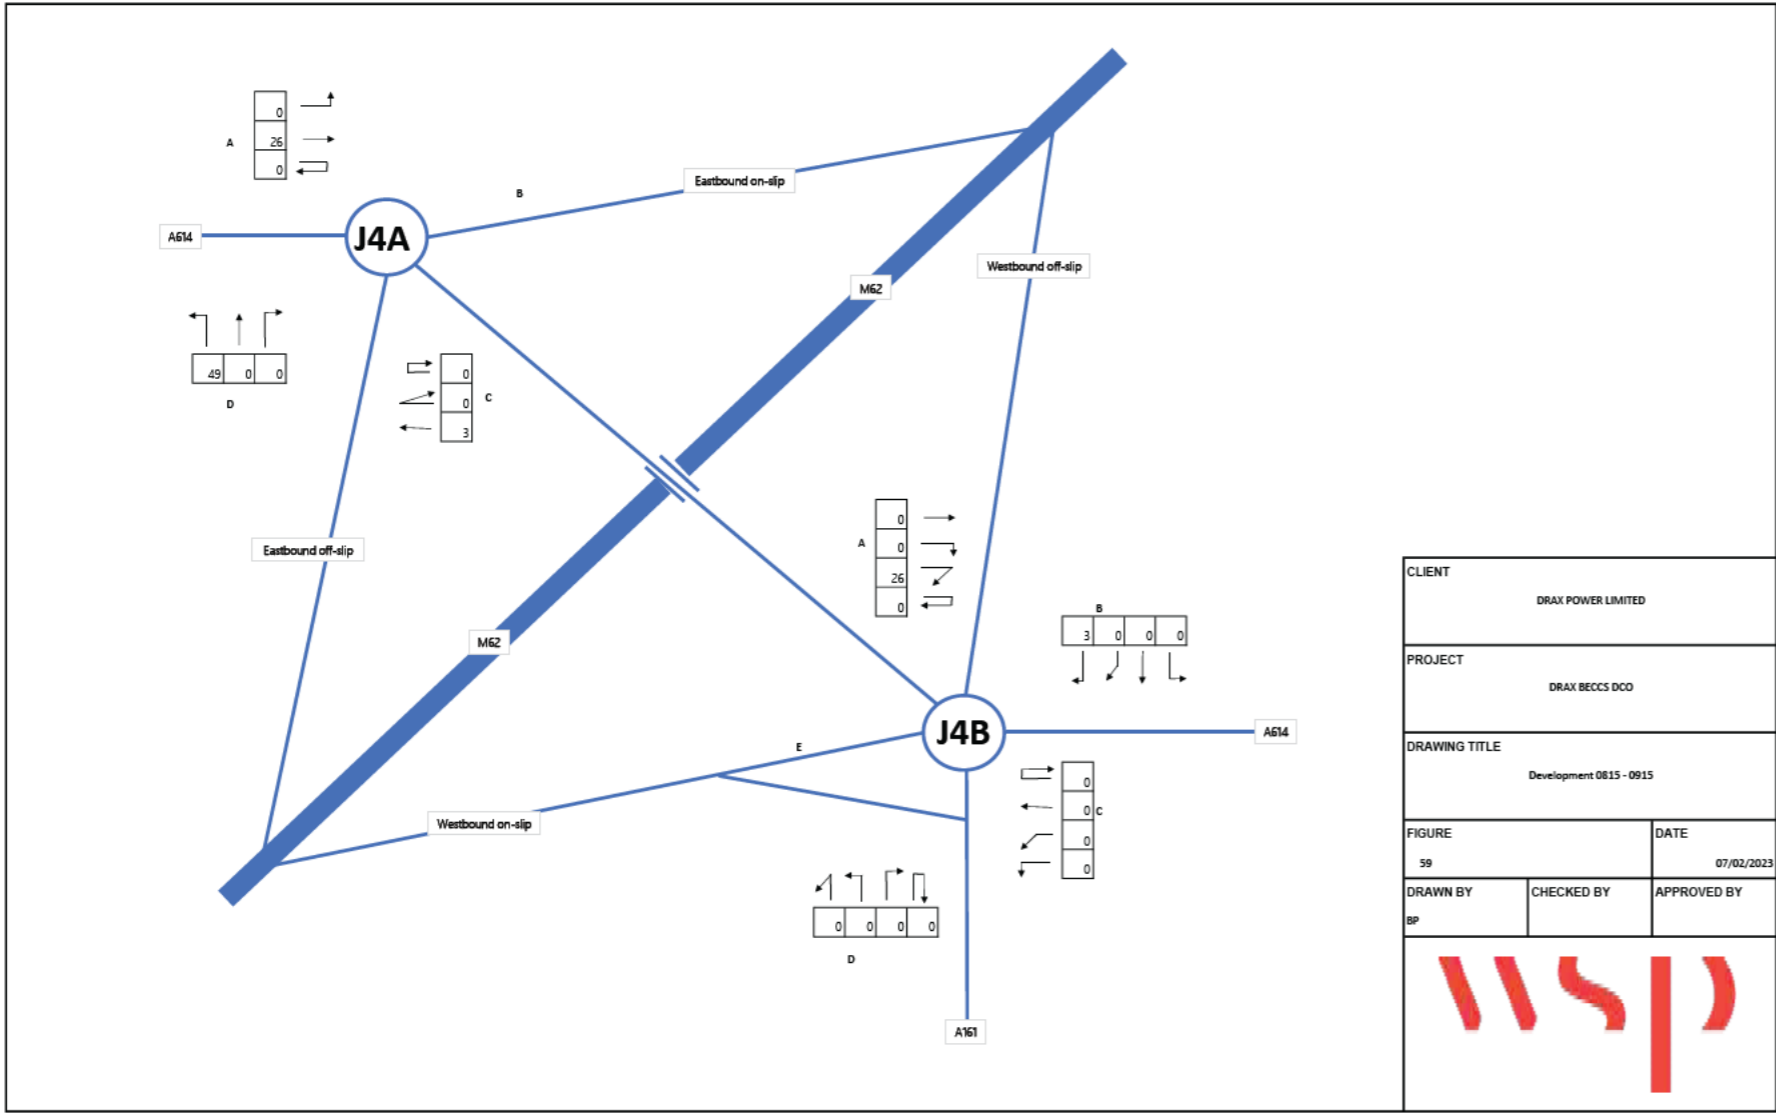 0
A 26
0
Eastbound on-slip
B
A614
J4A
Westbound off-slip
M62
49 0 0
D
0
0 C
3
0
A 0
26
0
Eastbound off-slip
B
3 0 0 0
M62
J4B
A614
E
0
0 C
0
0
Westbound on-slip
0 0 0 0
D
A161
CLIENT
DRAX POWER LIMITED
PROJECT
DRAX BECCS DCO
DRAWING TITLE
Development 0815 - 0915
FIGURE DATE
59 07/02/2023
DRAWN BY CHECKED BY APPROVED BY
BP
wsp